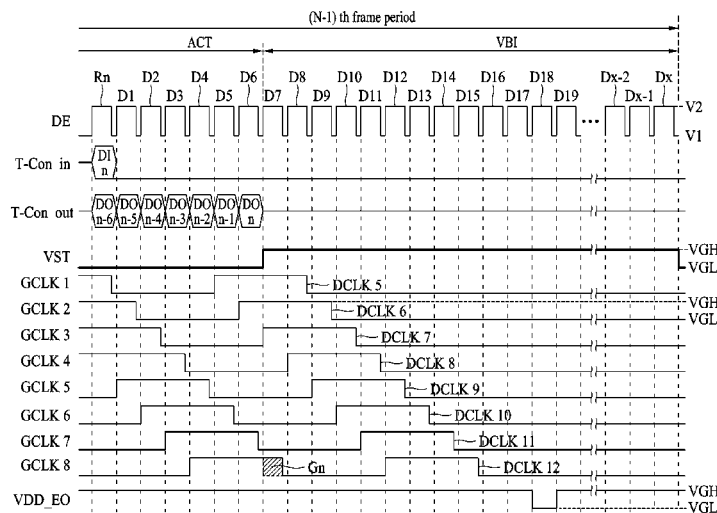 (N-1) th frame period
ACT VBI
Rn D2 D4 D6 D8 D10 D12 D14 D16 D18 Dx-2 Dx
D1 D3 D5 D7 D9 D11 D13 D15 D17 D19 Dx-1
DE ... V2
V1
T-Con in DI n
T-Con out DO n-6 DO n-5 DO n-4 DO n-3 DO n-2 DO n-1 DO n
VST VGH
VGL
GCLK 1 DCLK 5
GCLK 2 DCLK 6 VGH
VGL
GCLK 3 DCLK 7
GCLK 4 DCLK 8
GCLK 5 DCLK 9
GCLK 6 DCLK 10
GCLK 7 DCLK 11
GCLK 8 Gn DCLK 12
VDD_EO VGH
VGL